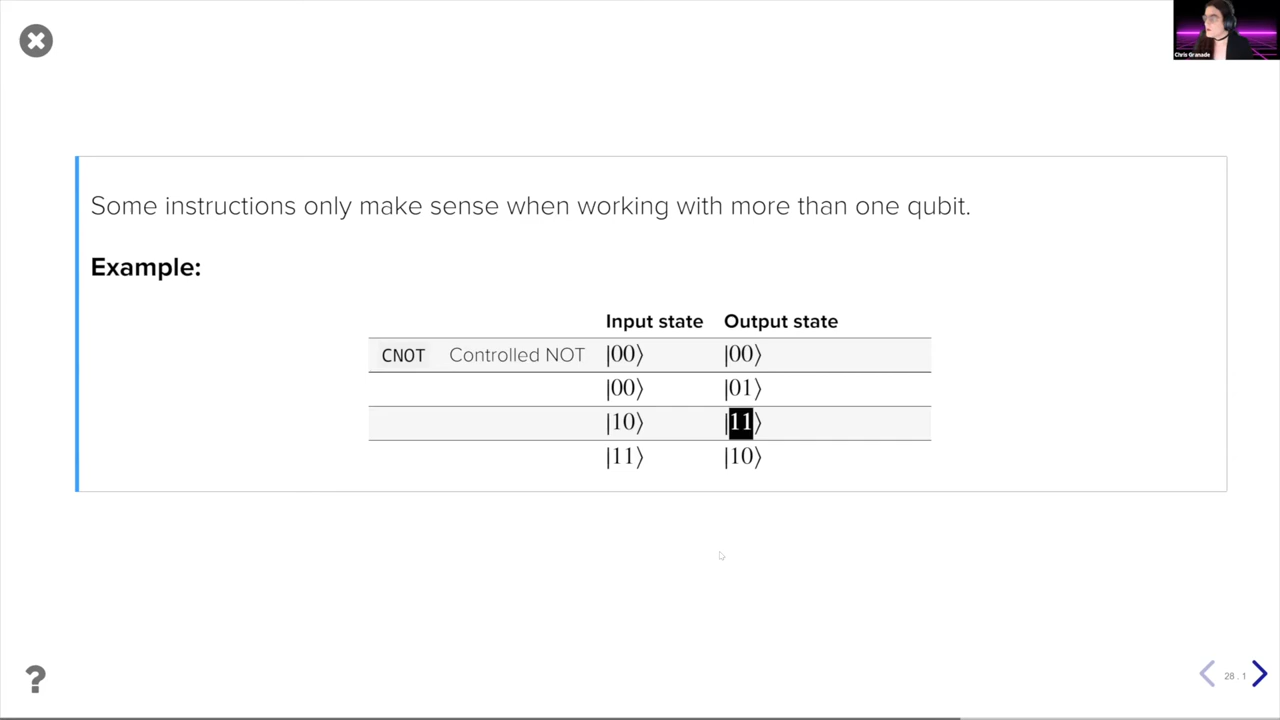 Chris Granade
Some instructions only make sense when working with more than one qubit.
Example:
Input state Output state
CNOT Controlled NOT |00⟩ |00⟩
|00⟩ |01⟩
|10⟩ |11⟩
|11⟩ |10⟩
?
28 . 1